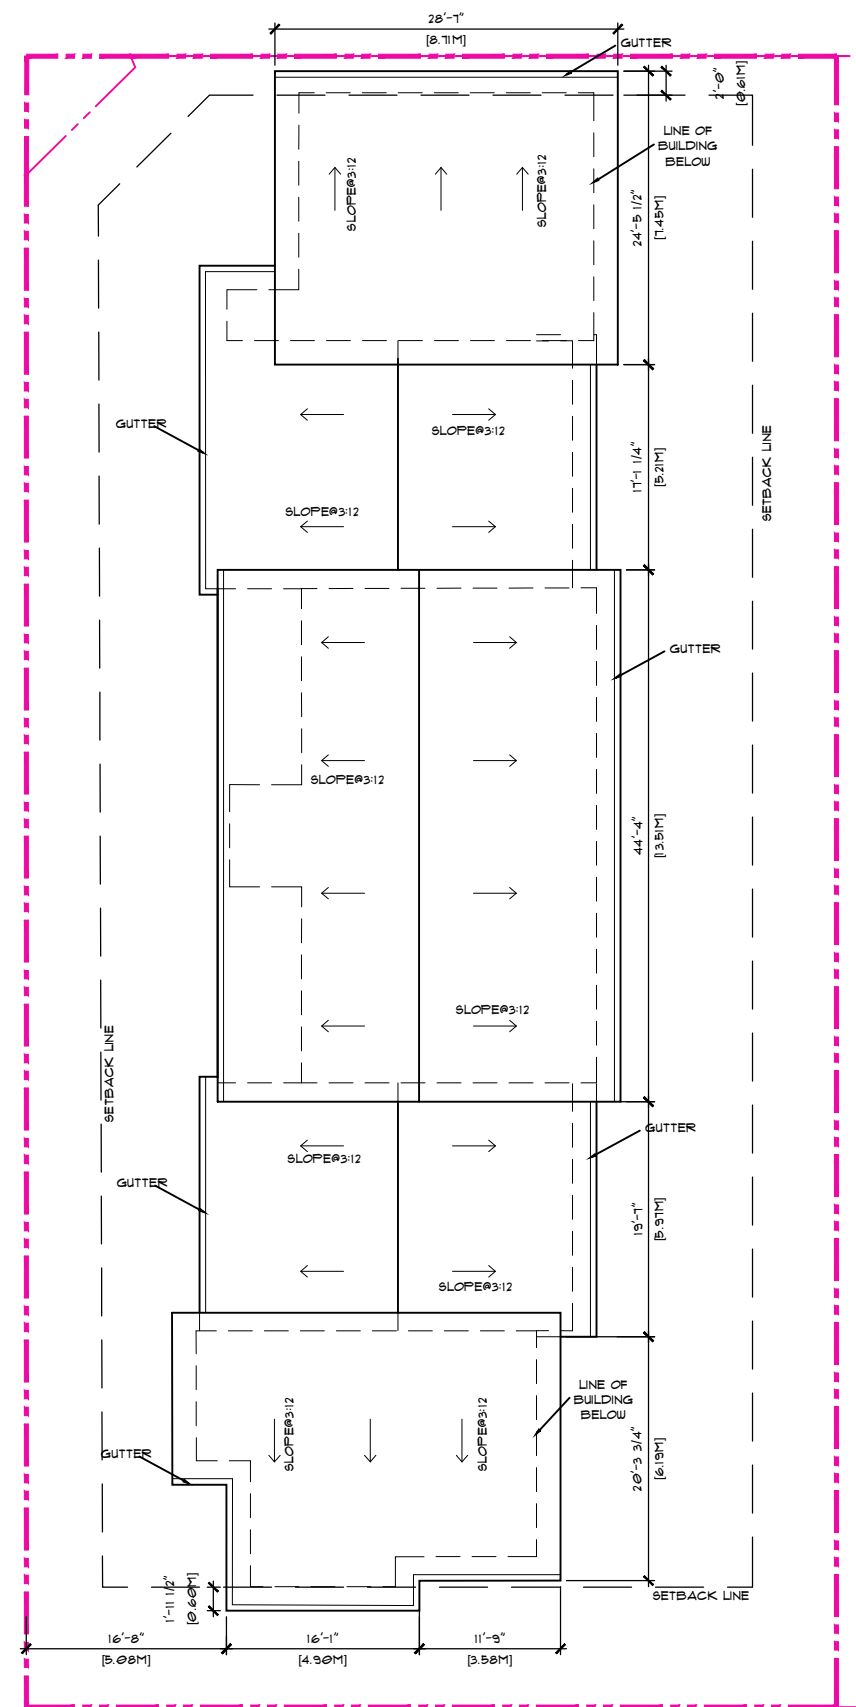 28'-7"
[8.71M]
GUTTER
2'-0"
[0.61M]
LINE OF
BUILDING
BELOW
SLOPE@3:12
SLOPE@3:12
24'-5 1/2"
[7.45M]
GUTTER
SLOPE@3:12
SETBACK LINE
17'-1 1/4"
[5.21M]
SLOPE@3:12
GUTTER
SLOPE@3:12
44'-4"
[13.51M]
SLOPE@3:12
SETBACK LINE
GUTTER
SLOPE@3:12
GUTTER
19'-7"
[5.97M]
SLOPE@3:12
LINE OF
BUILDING
BELOW
SLOPE@3:12
SLOPE@3:12
GUTTER
20'-3 3/4"
[6.19M]
1'-11 1/2"
[0.60M]
SETBACK LINE
16'-8"
[5.08M]
16'-1"
[4.90M]
11'-9"
[3.58M]